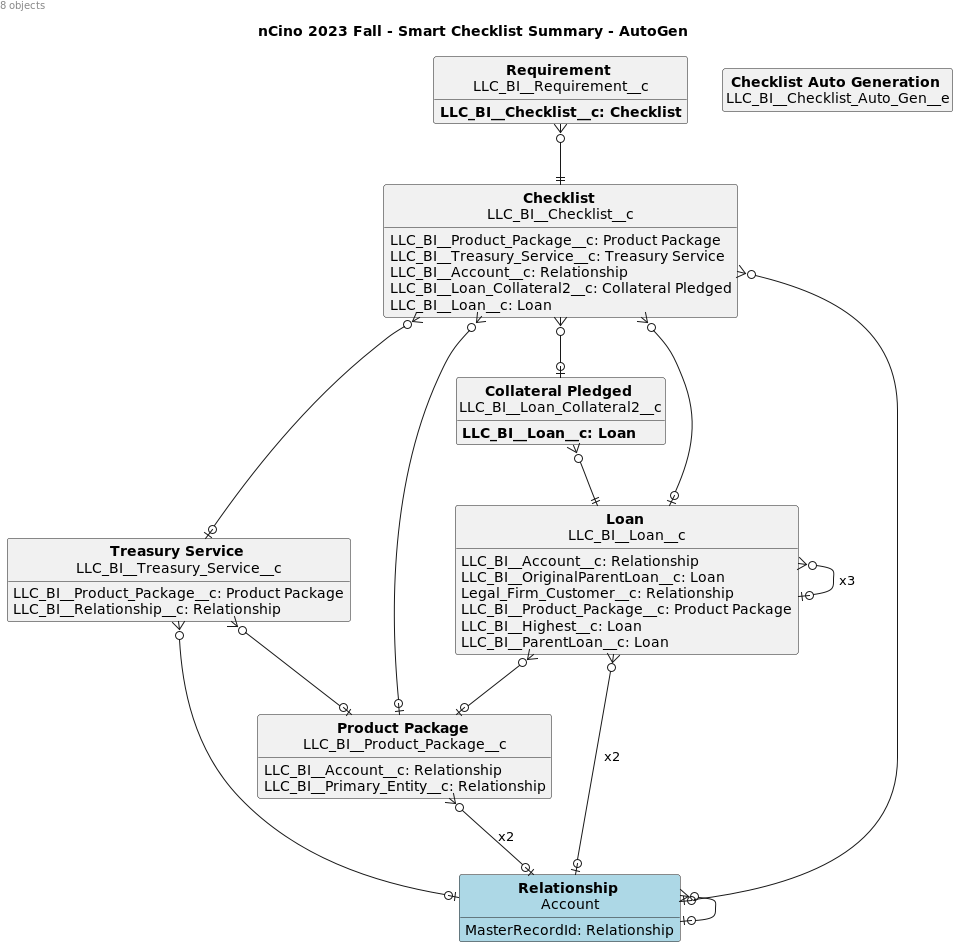 8 objects
nCino 2023 Fall - Smart Checklist Summary - AutoGen
Requirement
LLC_BI__Requirement__c
LLC_BI__Checklist__c: Checklist
Checklist Auto Generation
LLC_BI__Checklist_Auto_Gen__e
Checklist
LLC_BI__Checklist__c
LLC_BI__Product_Package__c: Product Package
LLC_BI__Treasury_Service__c: Treasury Service
LLC_BI__Account__c: Relationship
LLC_BI__Loan_Collateral2__c: Collateral Pledged
LLC_BI__Loan__c: Loan
Collateral Pledged
LLC_BI__Loan_Collateral2__c
LLC_BI__Loan__c: Loan
Loan
LLC_BI__Loan__c
LLC_BI__Account__c: Relationship
LLC_BI__OriginalParentLoan__c: Loan
Legal_Firm_Customer__c: Relationship
LLC_BI__Product_Package__c: Product Package
LLC_BI__Highest__c: Loan
LLC_BI__ParentLoan__c: Loan
x3
Treasury Service
LLC_BI__Treasury_Service__c
LLC_BI__Product_Package__c: Product Package
LLC_BI__Relationship__c: Relationship
Product Package
LLC_BI__Product_Package__c
LLC_BI__Account__c: Relationship
LLC_BI__Primary_Entity__c: Relationship
x2
x2
Relationship
Account
MasterRecordId: Relationship